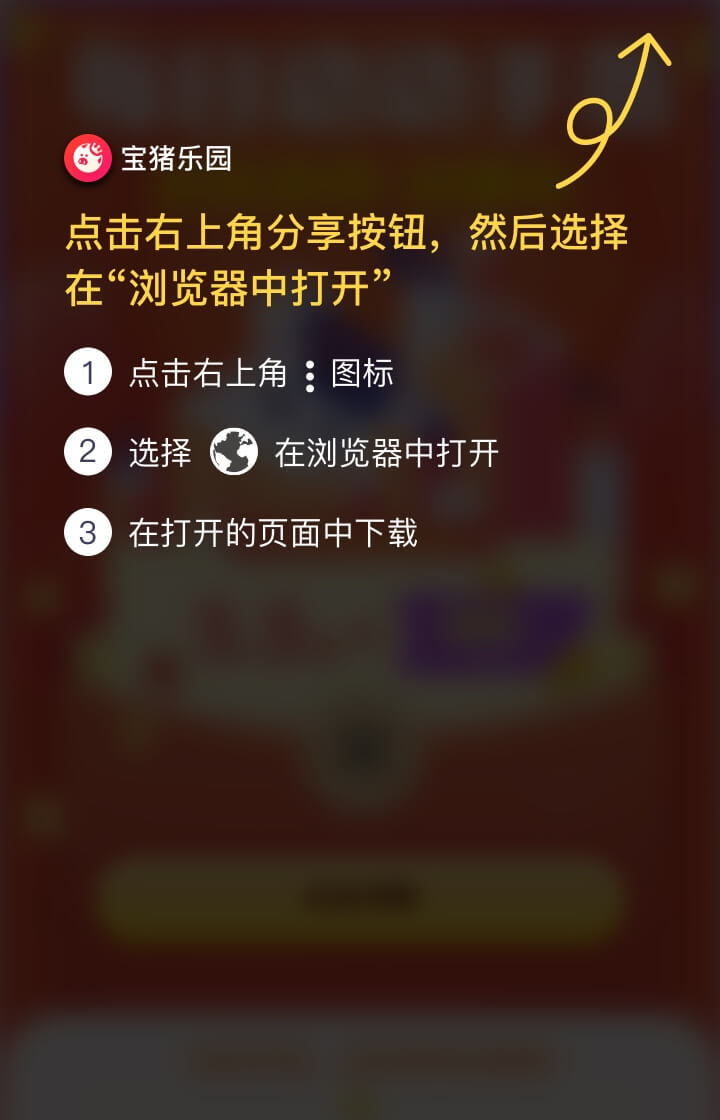 宝猪乐园
点击右上角分享按钮，然后选择
在“浏览器中打开”
1 点击右上角 图标
2 选择 在浏览器中打开
3 在打开的页面中下载